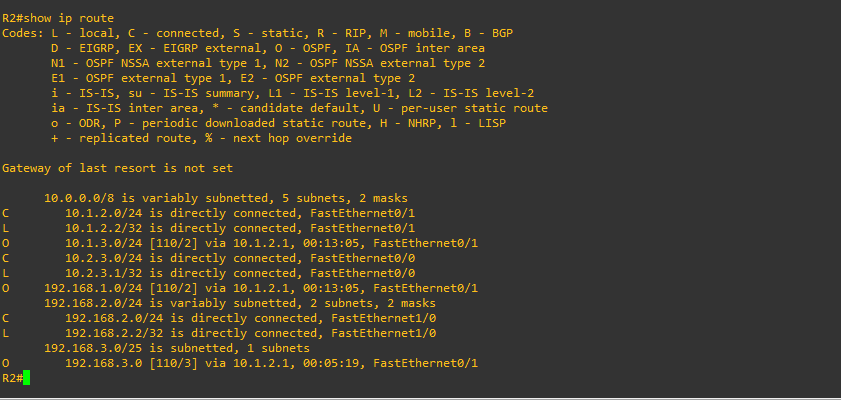 R2#show ip route
Codes: L - local, C - connected, S - static, R - RIP, M - mobile, B - BGP
       D - EIGRP, EX - EIGRP external, O - OSPF, IA - OSPF inter area
       N1 - OSPF NSSA external type 1, N2 - OSPF NSSA external type 2
       E1 - OSPF external type 1, E2 - OSPF external type 2
       i - IS-IS, su - IS-IS summary, L1 - IS-IS level-1, L2 - IS-IS level-2
       ia - IS-IS inter area, * - candidate default, U - per-user static route
       o - ODR, P - periodic downloaded static route, H - NHRP, l - LISP
       + - replicated route, % - next hop override

Gateway of last resort is not set

      10.0.0.0/8 is variably subnetted, 5 subnets, 2 masks
C        10.1.2.0/24 is directly connected, FastEthernet0/1
L        10.1.2.2/32 is directly connected, FastEthernet0/1
O        10.1.3.0/24 [110/2] via 10.1.2.1, 00:13:05, FastEthernet0/1
C        10.2.3.0/24 is directly connected, FastEthernet0/0
L        10.2.3.1/32 is directly connected, FastEthernet0/0
O     192.168.1.0/24 [110/2] via 10.1.2.1, 00:13:05, FastEthernet0/1
      192.168.2.0/24 is variably subnetted, 2 subnets, 2 masks
C        192.168.2.0/24 is directly connected, FastEthernet1/0
L        192.168.2.2/32 is directly connected, FastEthernet1/0
      192.168.3.0/25 is subnetted, 1 subnets
O        192.168.3.0 [110/3] via 10.1.2.1, 00:05:19, FastEthernet0/1
R2#